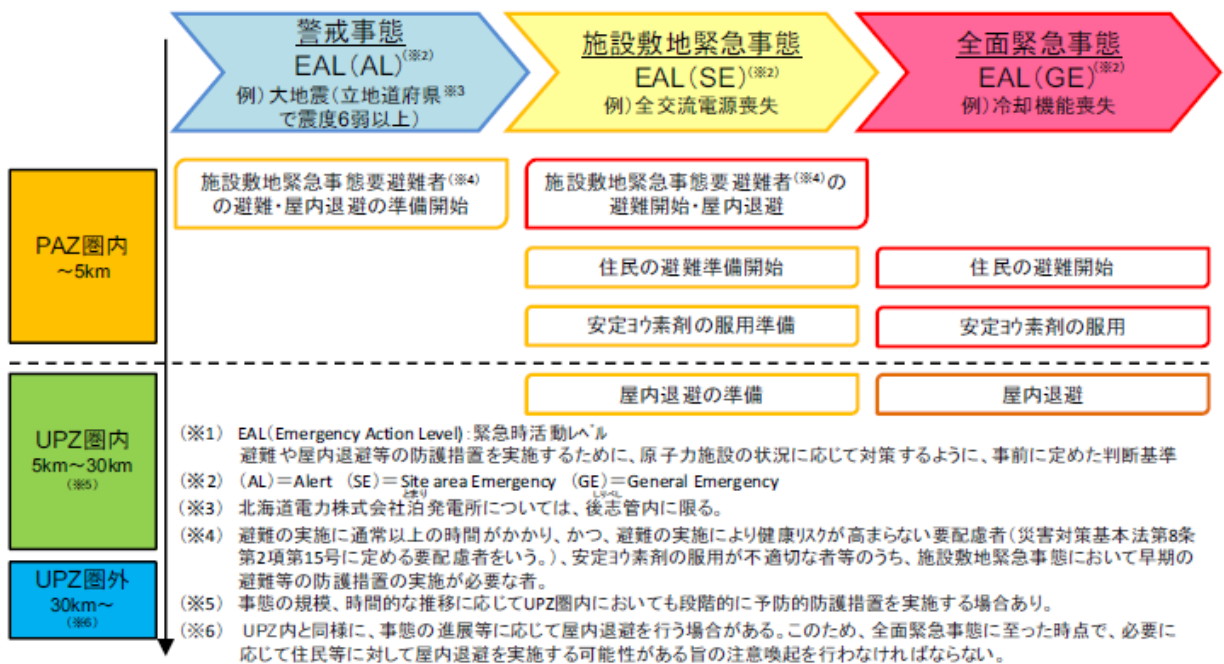 警戒事態
EAL(AL)(※2)
例)大地震(立地道府県※3
で震度6弱以上)
施設敷地緊急事態
EAL(SE)(※2)
例)全交流電源喪失
全面緊急事態
EAL(GE)(※2)
例)冷却機能喪失
PAZ圏内
～5km
施設敷地緊急事態要避難者(※4)
の避難・屋内退避の準備開始
施設敷地緊急事態要避難者(※4)の
避難開始・屋内退避
住民の避難準備開始
住民の避難開始
安定ヨウ素剤の服用準備
安定ヨウ素剤の服用
UPZ圏内
5km～30km
(※5)
屋内退避の準備
屋内退避
UPZ圏外
30km～
(※6)
(※1) EAL(Emergency Action Level):緊急時活動レベル
避難や屋内退避等の防護措置を実施するために、原子力施設の状況に応じて対策するように、事前に定めた判断基準
(※2) (AL)=Alert (SE)=Site area Emergency (GE)=General Emergency
とまり しりべし
(※3) 北海道電力株式会社泊発電所については、後志管内に限る。
(※4) 避難の実施に通常以上の時間がかかり、かつ、避難の実施により健康リスクが高まらない要配慮者(災害対策基本法第8条
第2項第15号に定める要配慮者をいう。)、安定ヨウ素剤の服用が不適切な者等のうち、施設敷地緊急事態において早期の
避難等の防護措置の実施が必要な者。
(※5) 事態の規模、時間的な推移に応じてUPZ圏内においても段階的に予防的防護措置を実施する場合あり。
(※6) UPZ内と同様に、事態の進展等に応じて屋内退避を行う場合がある。このため、全面緊急事態に至った時点で、必要に
応じて住民等に対して屋内退避を実施する可能性がある旨の注意喚起を行わなければならない。